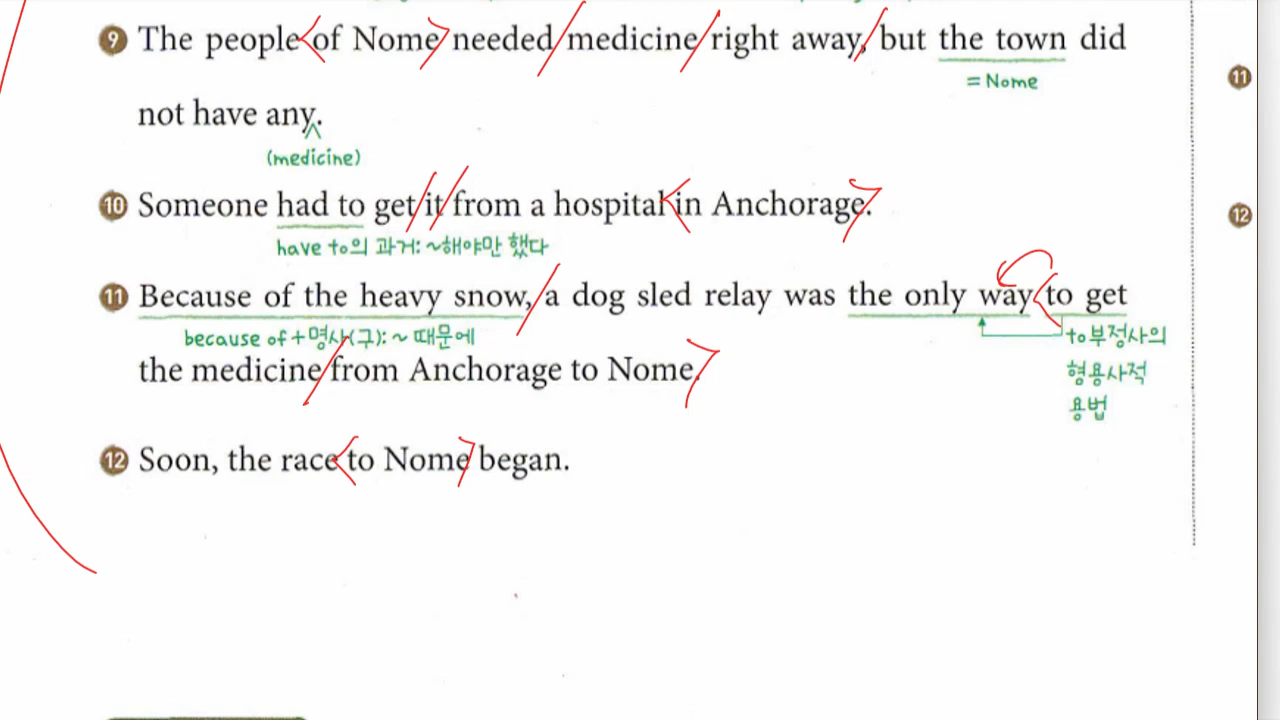 9 The people of Nome needed medicine right away, but the town did
= Nome
11
not have any.
(medicine)
10 Someone had to get it from a hospital in Anchorage.
12
have to의 과거: ~해야만 했다
11 Because of the heavy snow, a dog sled relay was the only way to get
because of+명사(구): ~ 때문에
to부정사의
the medicine from Anchorage to Nome.
형용사적
용법
12 Soon, the race to Nome began.